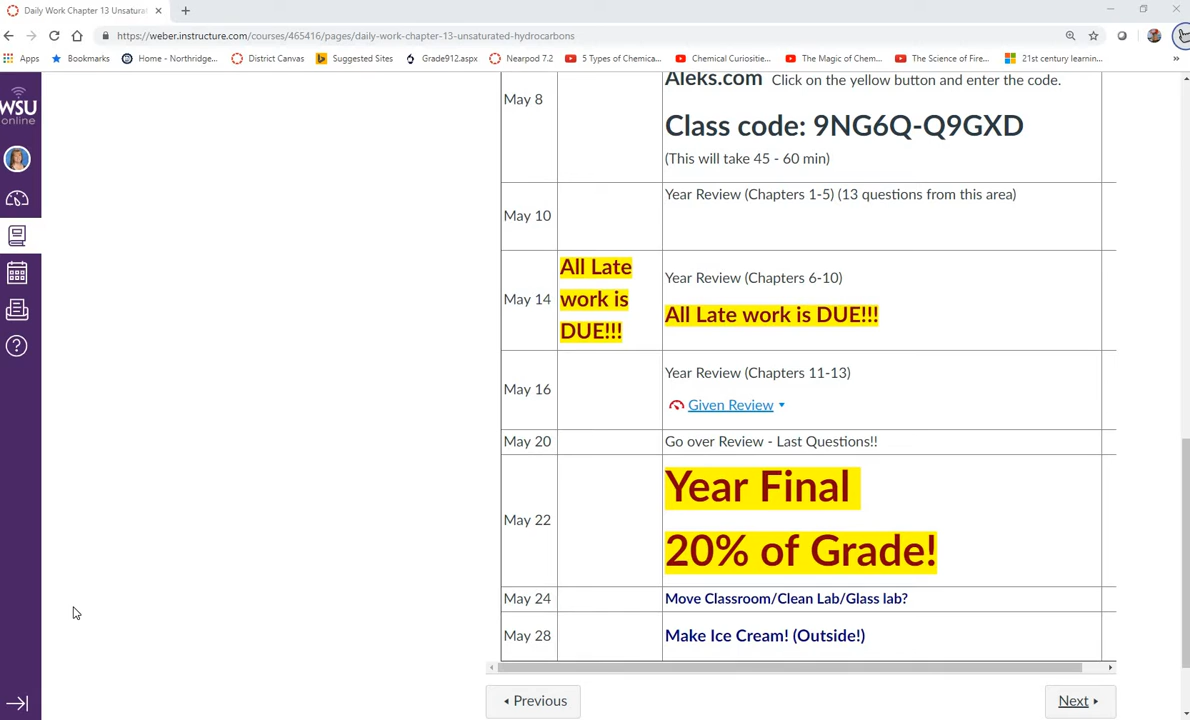 Daily Work Chapter 13 Unsatura
https://weber.instructure.com/courses/465416/pages/daily-work-chapter-13-unsaturated-hydrocarbons
Apps
Bookmarks
Home - Northridge...
District Canvas
Suggested Sites
Grade912.aspx
Nearpod 7.2
5 Types of Chemica...
Chemical Curiositie...
The Magic of Chem...
The Science of Fire...
21st century learnin...
WSU
online
May 8
Aleks.com Click on the yellow button and enter the code.
Class code: 9NG6Q-Q9GXD
(This will take 45 - 60 min)
May 10
Year Review (Chapters 1-5) (13 questions from this area)
May 14
All Late
work is
DUE!!!
Year Review (Chapters 6-10)
All Late work is DUE!!!
May 16
Year Review (Chapters 11-13)
Given Review
May 20
Go over Review - Last Questions!!
May 22
Year Final
20% of Grade!
May 24
Move Classroom/Clean Lab/Glass lab?
May 28
Make Ice Cream! (Outside!)
Previous
Next